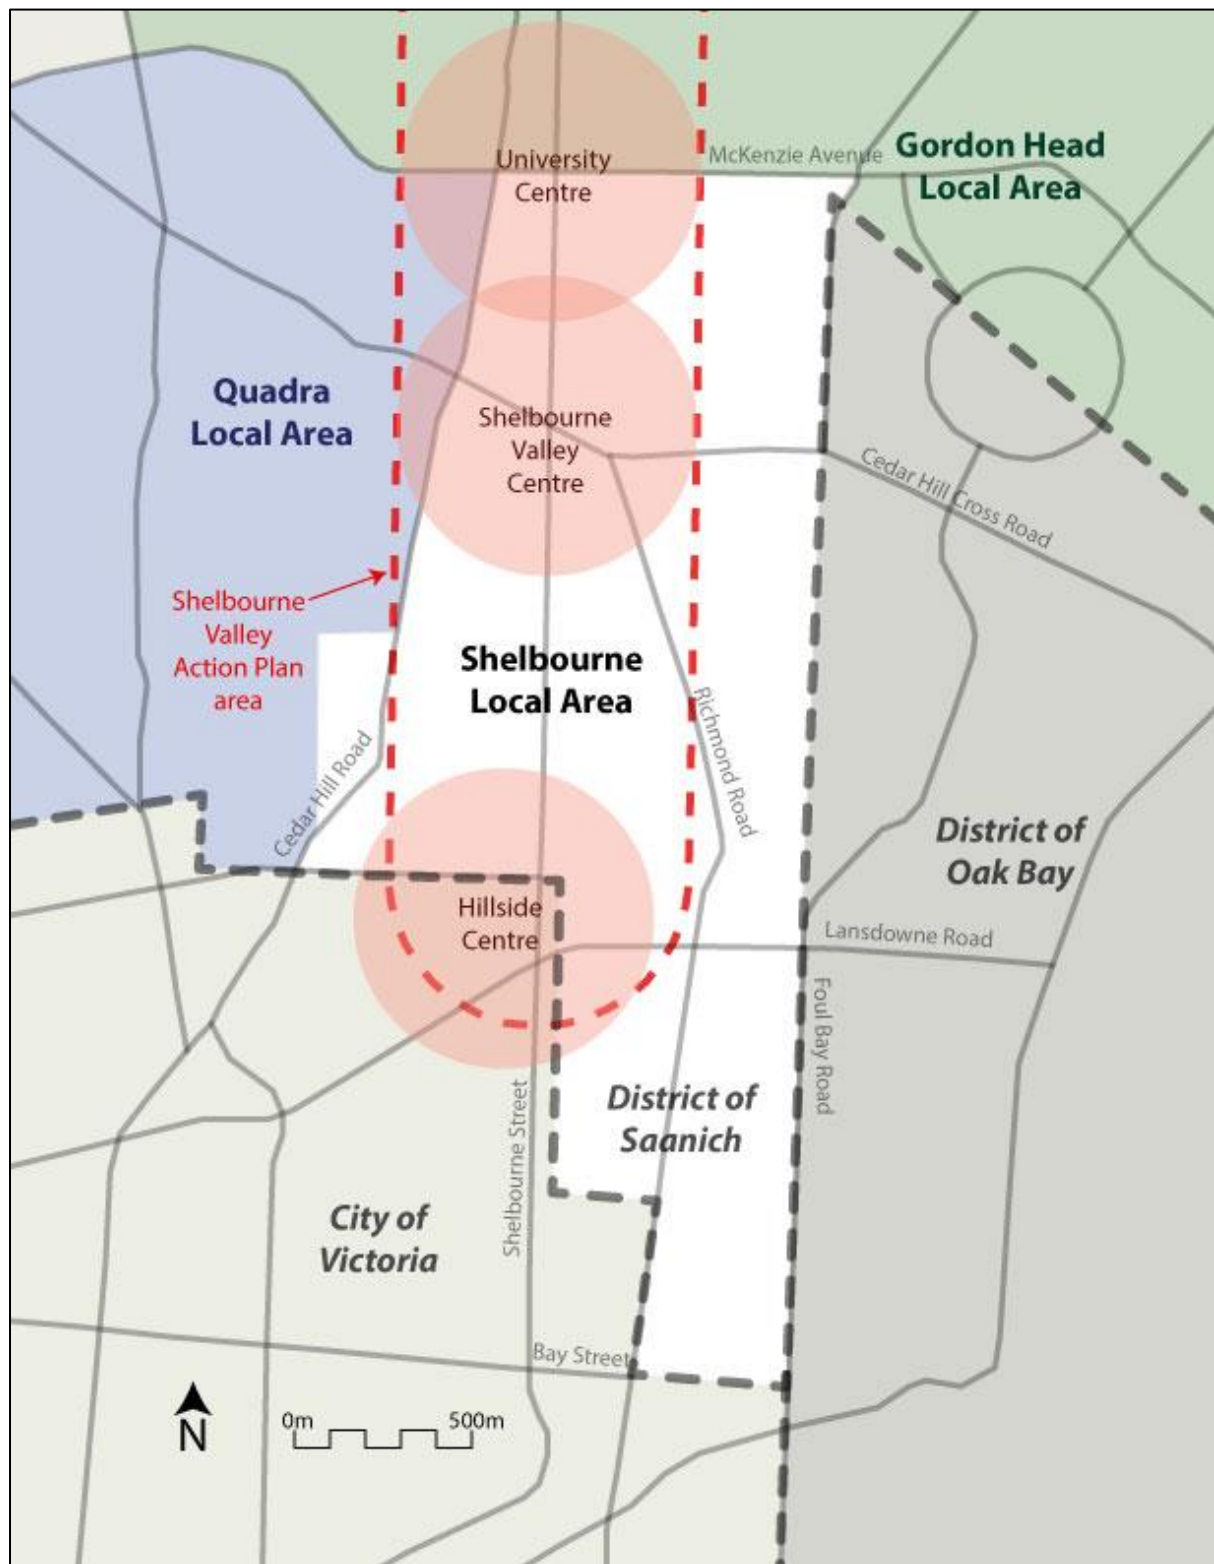 University
Centre
McKenzie Avenue
Gordon Head
Local Area
Quadra
Local Area
Shelbourne
Valley
Centre
Cedar Hill Cross Road
Shelbourne
Valley
Action Plan
area
Shelbourne
Local Area
Richmond Road
Cedar Hill Road
District of
Oak Bay
Hillside
Centre
Lansdowne Road
Foul Bay Road
District of
Saanich
Shelbourne Street
City of
Victoria
Bay Street
N
0m
500m